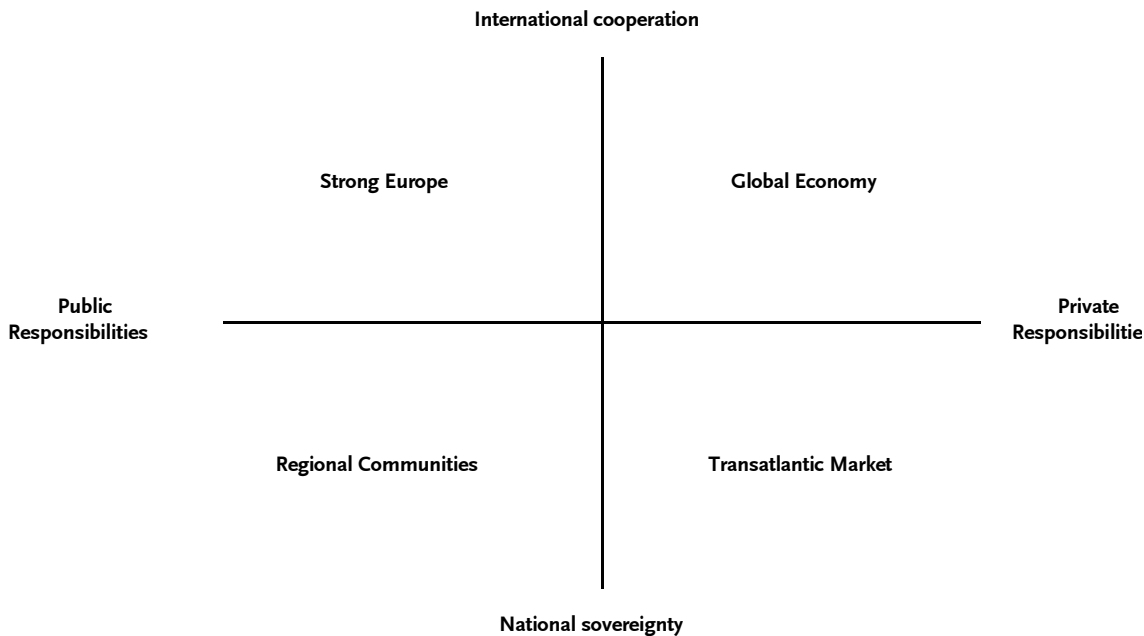 International cooperation
Strong Europe
Global Economy
Public
Responsibilities
Private
Responsibilitie
Regional Communities
Transatlantic Market
National sovereignty